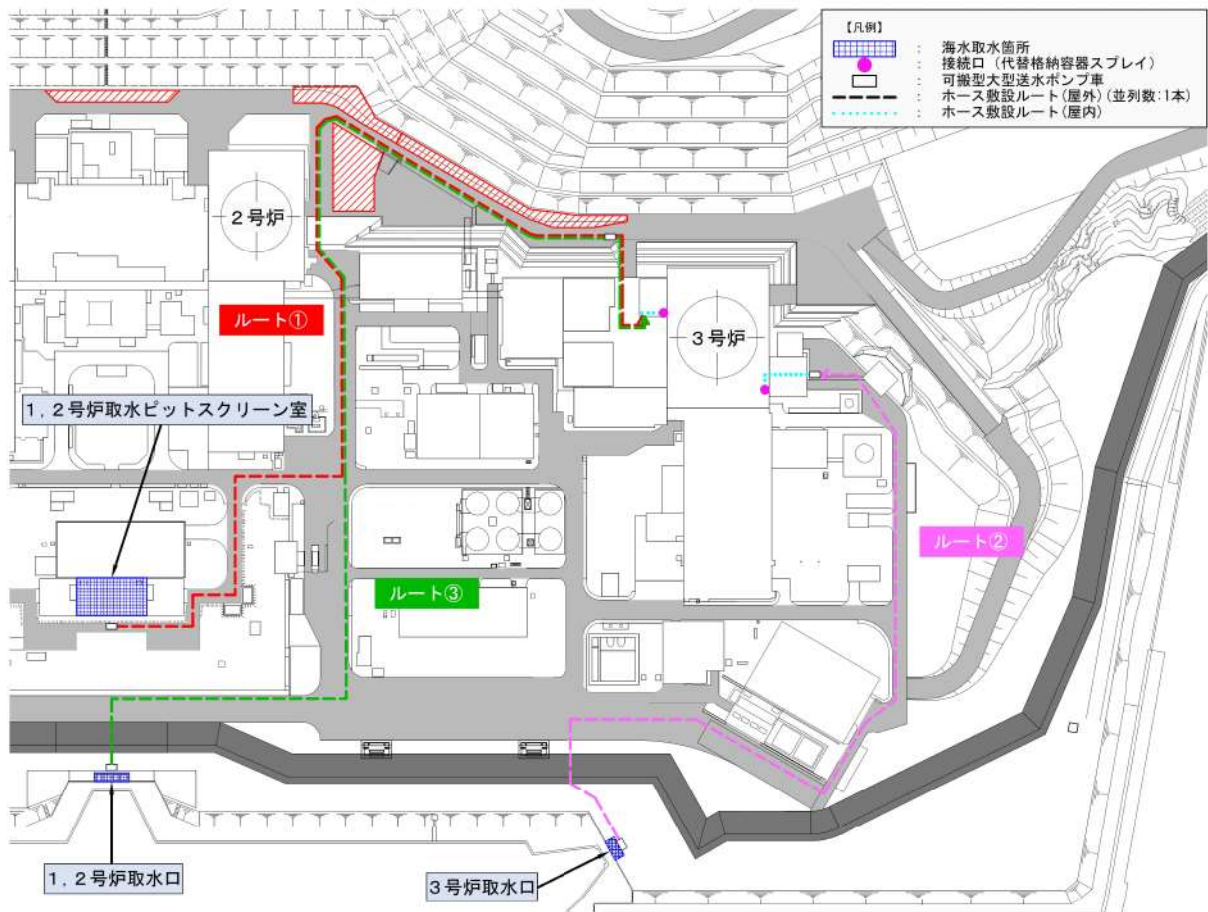 【凡例】
： 海水取水箇所
： 接続口（代替格納容器スプレイ）
： 可搬型大型送水ポンプ車
： ホース敷設ルート(屋外)(並列数:1本)
： ホース敷設ルート(屋内)
2号炉
ルート①
3号炉
1，2号炉取水ピットスクリーン室
ルート②
ルート③
1，2号炉取水口
3号炉取水口